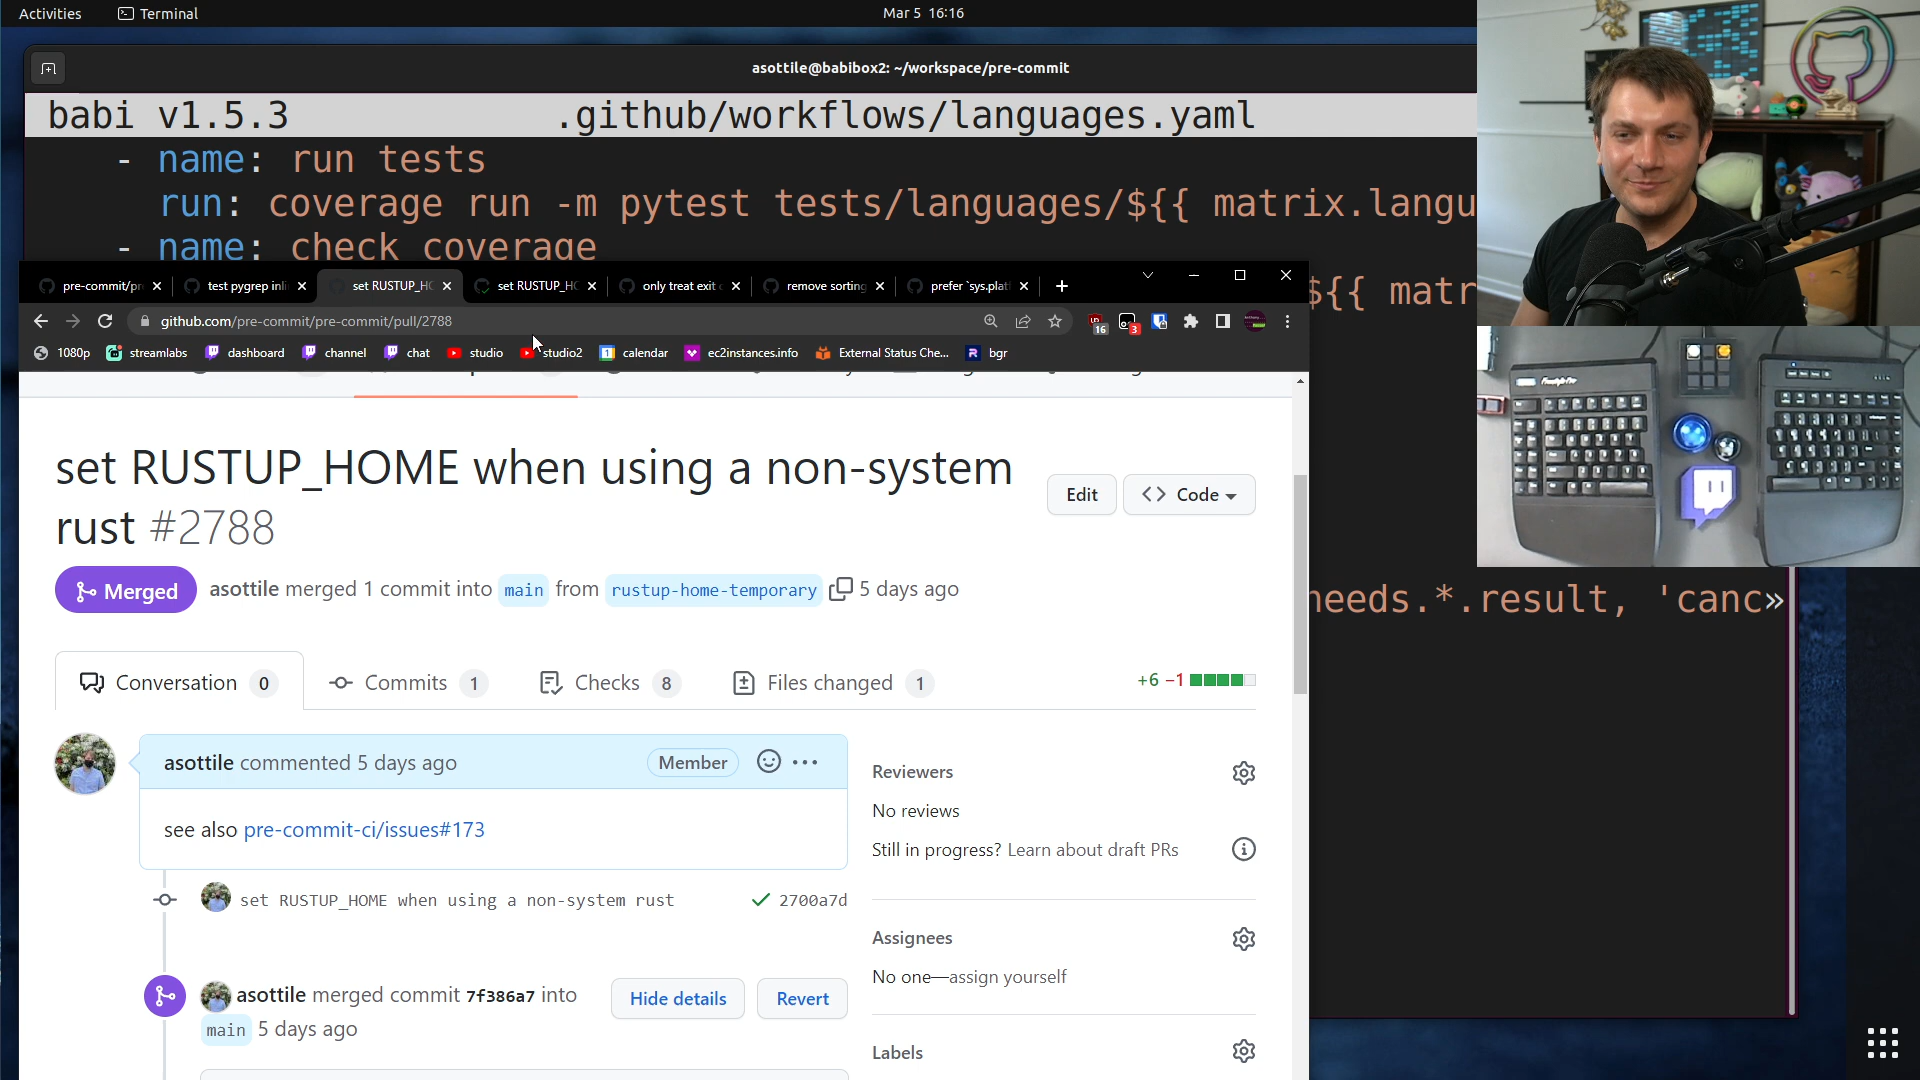 Activities
Terminal
Mar 5 16:16
asottile@babibox2: ~/workspace/pre-commit
babi v1.5.3 .github/workflows/languages.yaml
- name: run tests
run: coverage run -m pytest tests/languages/${{ matrix.langu
- name: check coverage
${{ matr
needs.*.result, 'canc»
pre-commit/pr
test pygrep inli
set RUSTUP_HO
set RUSTUP_HO
only treat exit
remove sorting
prefer `sys.plat
github.com/pre-commit/pre-commit/pull/2788
16
3
1080p
streamlabs
dashboard
channel
chat
studio
studio2
calendar
ec2instances.info
External Status Che...
bgr
set RUSTUP_HOME when using a non-system
rust #2788
Edit
Code
Merged
asottile merged 1 commit into main from rustup-home-temporary 5 days ago
Conversation 0
Commits 1
Checks 8
Files changed 1
+6 −1
asottile commented 5 days ago
Member
see also pre-commit-ci/issues#173
set RUSTUP_HOME when using a non-system rust
2700a7d
asottile merged commit 7f386a7 into
main 5 days ago
Hide details
Revert
Reviewers
No reviews
Still in progress? Learn about draft PRs
Assignees
No one—assign yourself
Labels